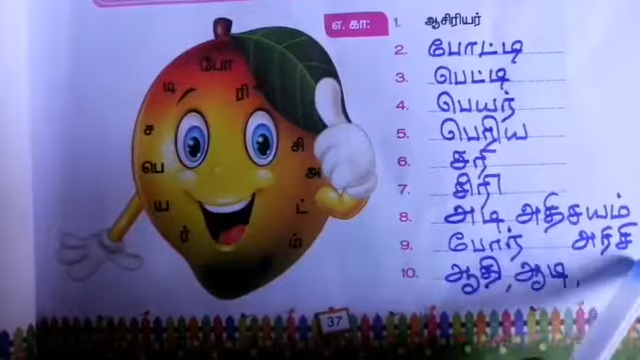 எ. கா: 1. ஆசிரியர்
2. போட்டி
3. பெட்டி
4. பெயர்
5. பெரிய
6. சரி
7. சிரி
8. அடி அதிசயம்
9. போர் அரிசி
10. ஆதி, ஆடி,
போ
டி
ரி
ச
சி
பெ
அ
ய
ட்
ர்
ம்
37